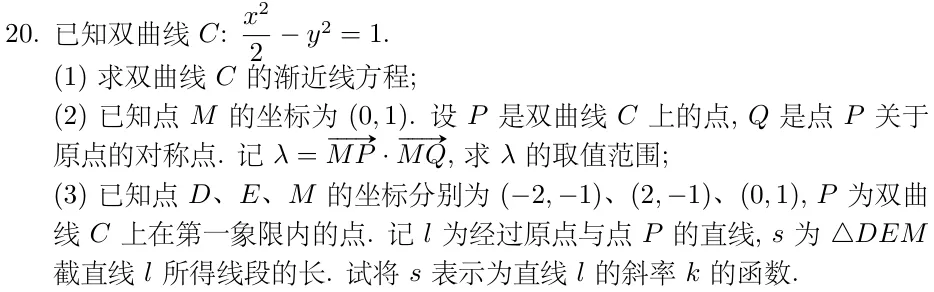 20. 已知双曲线 C: x²/2 − y² = 1.
(1) 求双曲线 C 的渐近线方程;
(2) 已知点 M 的坐标为 (0, 1). 设 P 是双曲线 C 上的点, Q 是点 P 关于
原点的对称点. 记 λ = \overrightarrow{MP} · \overrightarrow{MQ}, 求 λ 的取值范围;
(3) 已知点 D、E、M 的坐标分别为 (−2, −1)、(2, −1)、(0, 1), P 为双曲
线 C 上在第一象限内的点. 记 l 为经过原点与点 P 的直线, s 为 △DEM
截直线 l 所得线段的长. 试将 s 表示为直线 l 的斜率 k 的函数.